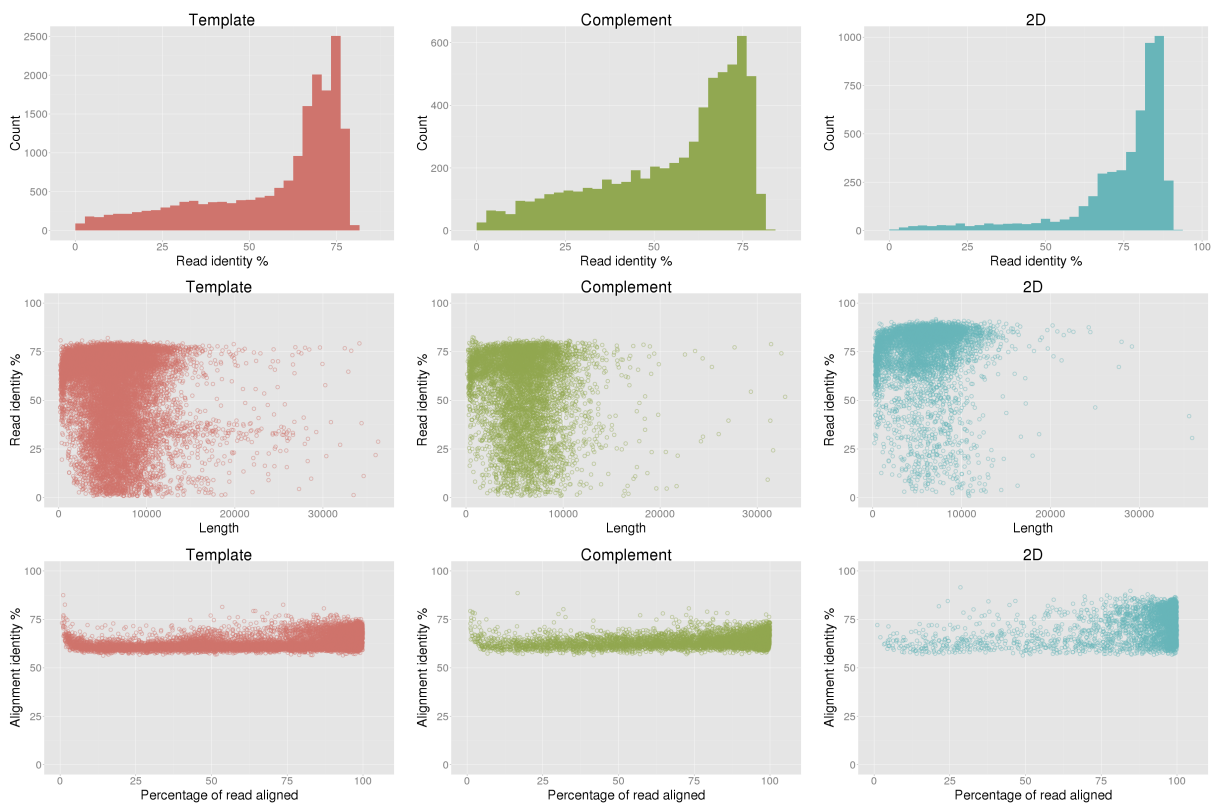 Template
Complement
2D
Count
2500
2000
1500
1000
500
0
Count
600
400
200
0
Count
1000
750
500
250
0
0 25 50 75
0 25 50 75
0 25 50 75 100
Read identity %
Read identity %
Read identity %
Template
Complement
2D
Read identity %
100
75
50
25
0
Read identity %
100
75
50
25
0
Read identity %
100
75
50
25
0
0 10000 20000 30000
0 10000 20000 30000
0 10000 20000 30000
Length
Length
Length
Template
Complement
2D
Alignment identity %
100
75
50
25
0
Alignment identity %
100
75
50
25
0
Alignment identity %
100
75
50
25
0
0 25 50 75 100
0 25 50 75 100
0 25 50 75 100
Percentage of read aligned
Percentage of read aligned
Percentage of read aligned